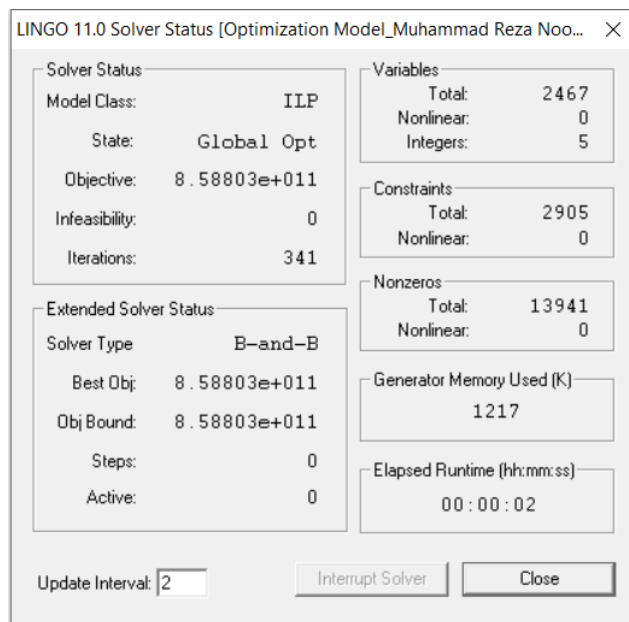 LINGO 11.0 Solver Status [Optimization Model_Muhammad Reza Noo...
Solver Status
Model Class: ILP
State: Global Opt
Objective: 8.58803e+011
Infeasibility: 0
Iterations: 341
Extended Solver Status
Solver Type B-and-B
Best Obj: 8.58803e+011
Obj Bound: 8.58803e+011
Steps: 0
Active: 0
Update Interval: 2
Variables
Total: 2467
Nonlinear: 0
Integers: 5
Constraints
Total: 2905
Nonlinear: 0
Nonzeros
Total: 13941
Nonlinear: 0
Generator Memory Used (K)
1217
Elapsed Runtime (hh:mm:ss)
00:00:02
Interrupt Solver
Close